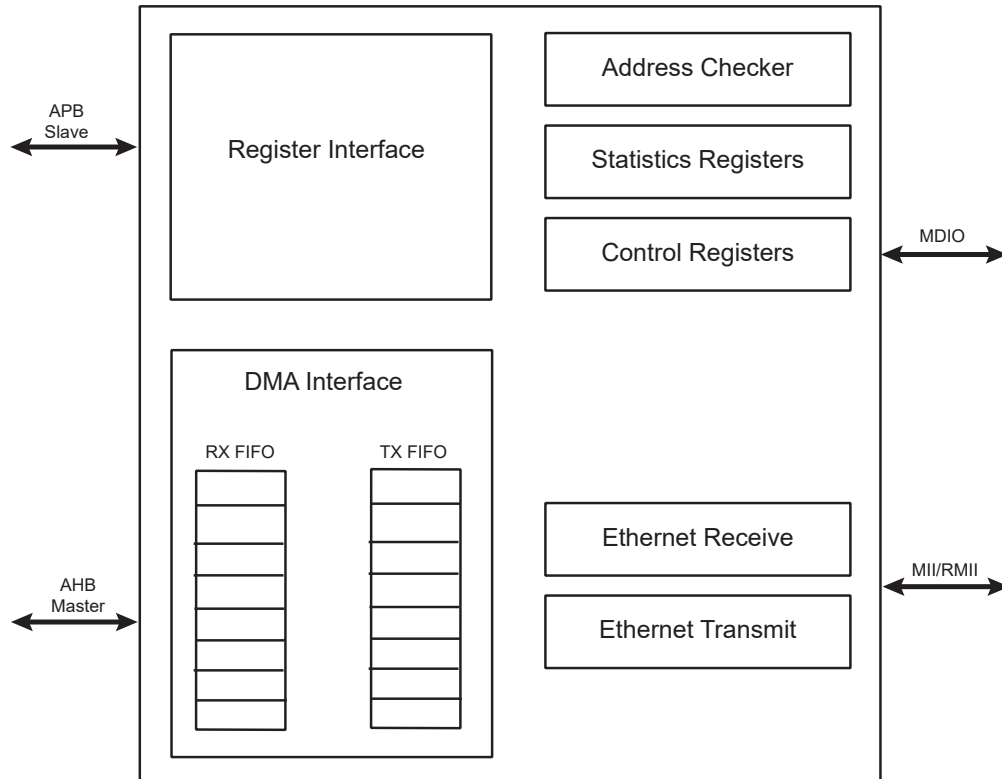 APB
Slave
Register Interface
Address Checker
Statistics Registers
Control Registers
MDIO
DMA Interface
RX FIFO
TX FIFO
AHB
Master
Ethernet Receive
Ethernet Transmit
MII/RMII